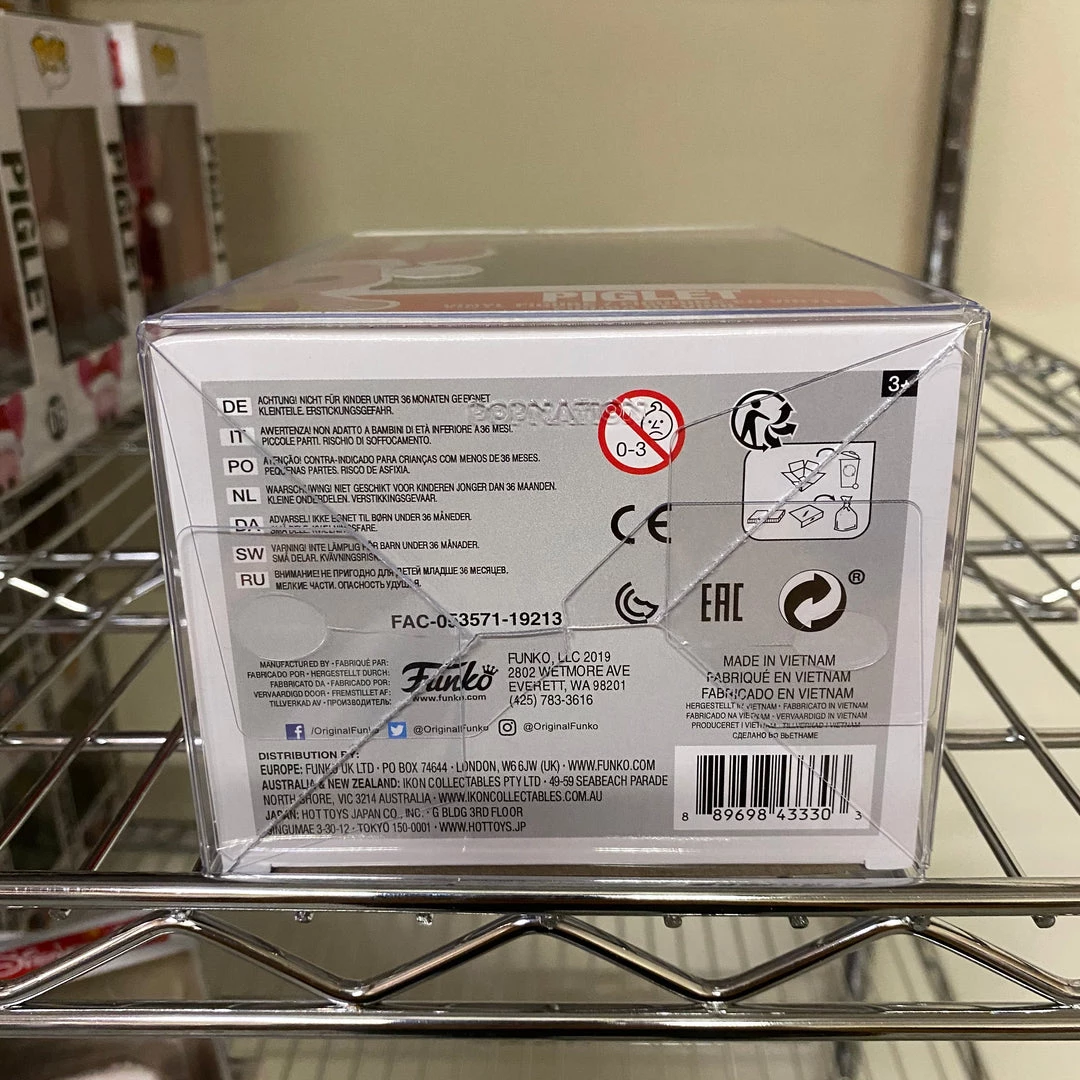 POP!
PIGLET
PIGLET
PIGLET
PIGLET
3+
POPNATION
DE ACHTUNG! NICHT FÜR KINDER UNTER 36 MONATEN GEEIGNET
KLEINTEILE. ERSTICKUNGSGEFAHR.
IT AWERTENZA! NON ADATTO A BAMBINI DI ETÀ INFERIORE A 36 MESI.
PICCOLE PARTI. RISCHIO DI SOFFOCAMENTO.
PO ATENÇÃO! CONTRA-INDICADO PARA CRIANÇAS COM MENOS DE 36 MESES.
PEQUENAS PARTES. RISCO DE ASFIXIA.
NL WAARSCHUWING! NIET GESCHIKT VOOR KINDEREN JONGER DAN 36 MAANDEN.
KLEINE ONDERDELEN. VERSTIKKINGSGEVAAR.
DA ADVARSEL! IKKE EGNET TIL BØRN UNDER 36 MÅNEDER.
SMÅ DELE. KVÆLNINGSFARE.
SW VARNING! INTE LÄMPLIG FÖR BARN UNDER 36 MÅNADER.
SMÅ DELAR. KVÄVNINGSRISK.
RU ВНИМАНИЕ! НЕ ПРИГОДНО ДЛЯ ДЕТЕЙ МЛАДШЕ 36 МЕСЯЦЕВ.
МЕЛКИЕ ЧАСТИ. ОПАСНОСТЬ УДУШЬЯ.
0-3
CE
EAC
®
FAC-053571-19213
MANUFACTURED BY • FABRIQUÉ PAR:
FABRICADO POR • HERGESTELLT DURCH:
FABBRICATO DA • FABRICADO POR:
VERVAARDIGD DOOR • FREMSTILLET AF:
TILLVERKAD AV • ПРОИЗВОДИТЕЛЬ:
Funko
www.funko.com
FUNKO, LLC 2019
2802 WETMORE AVE
EVERETT, WA 98201
(425) 783-3616
/OriginalFunko @OriginalFunko @OriginalFunko
MADE IN VIETNAM
FABRIQUÉ EN VIETNAM
FABRICADO EN VIETNAM
HERGESTELLT IN VIETNAM • FABBRICATO IN VIETNAM
FABRICADO NA VIETNAM • VERVAARDIGD IN VIETNAM
PRODUCERET I VIETNAM • TILLVERKAD I VIETNAM
СДЕЛАНО ВО ВЬЕТНАМЕ
DISTRIBUTION BY:
EUROPE: FUNKO UK LTD • PO BOX 74644 • LONDON, W6 6JW (UK) • WWW.FUNKO.COM
AUSTRALIA & NEW ZEALAND: IKON COLLECTABLES PTY LTD • 49-59 SEABEACH PARADE
NORTH SHORE, VIC 3214 AUSTRALIA • WWW.IKONCOLLECTABLES.COM.AU
JAPAN: HOT TOYS JAPAN CO., INC. • G BLDG 3RD FLOOR
JINGUMAE 3-30-12 • TOKYO 150-0001 • WWW.HOTTOYS.JP
8 89698 43330 3